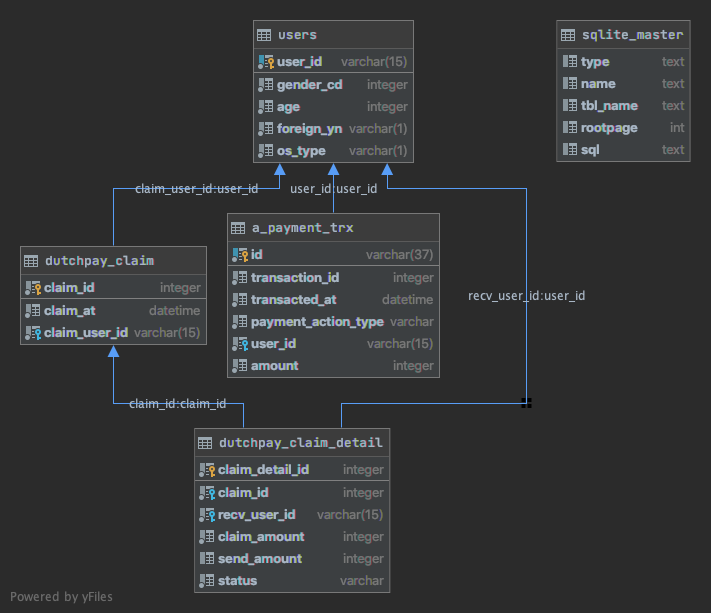 users
user_id varchar(15)
gender_cd integer
age integer
foreign_yn varchar(1)
os_type varchar(1)
sqlite_master
type text
name text
tbl_name text
rootpage int
sql text
claim_user_id:user_id
user_id:user_id
recv_user_id:user_id
dutchpay_claim
claim_id integer
claim_at datetime
claim_user_id varchar(15)
a_payment_trx
id varchar(37)
transaction_id integer
transacted_at datetime
payment_action_type varchar
user_id varchar(15)
amount integer
claim_id:claim_id
dutchpay_claim_detail
claim_detail_id integer
claim_id integer
recv_user_id varchar(15)
claim_amount integer
send_amount integer
status varchar
Powered by yFiles